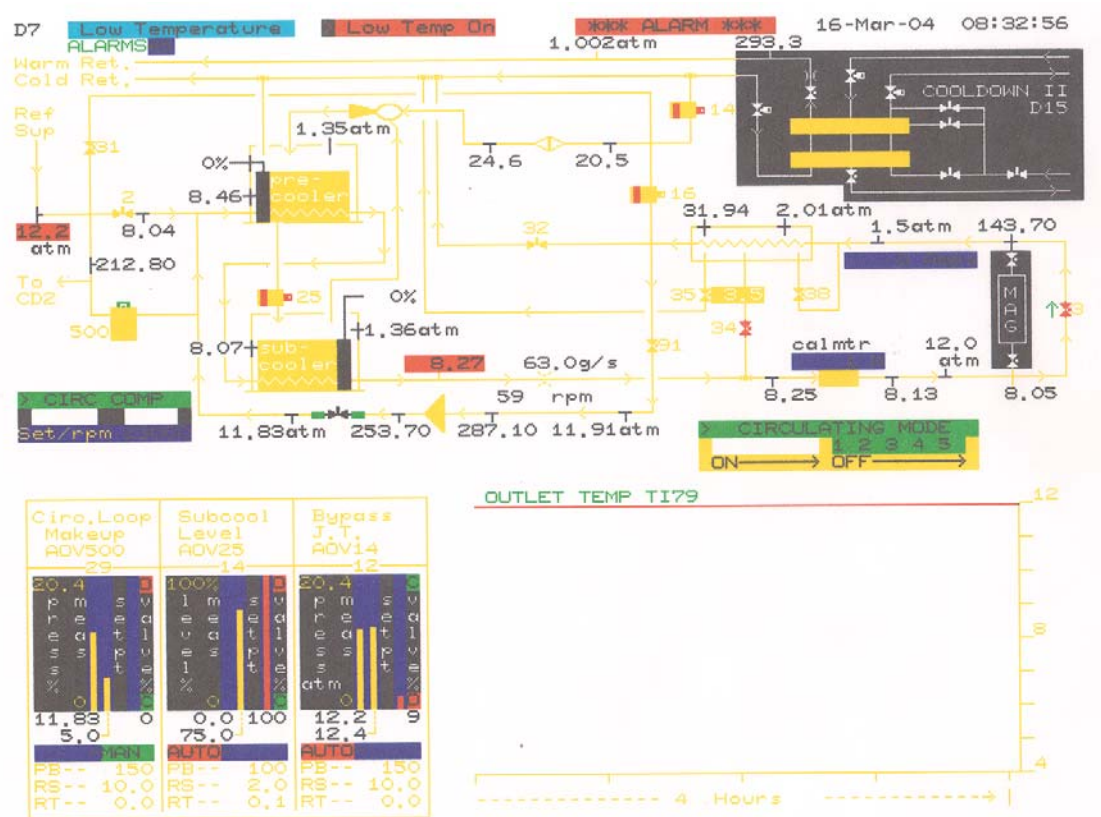 D7 Low Temperature Low Temp On *** ALARM *** 16-Mar-04 08:32:56
ALARMS
1.002atm 293.3
Warm Ret.
Cold Ret.
COOLDOWN II
D15
Ref
Sup
14
1.35atm
31
24.6 20.5
0%
pre-
cooler
16
8.46
2
31.94 2.01atm
12.2
atm
8.04
32
1.5atm 143.70
212.80
To
CD2
25
0%
35
38
MAG
500
1.36atm
34
8.07
sub-
cooler
91
calmtr
12.0
atm
8.27 63.0g/s
8.25 8.13 8.05
> CIRC COMP
59 rpm
Set/rpm
11.83atm 253.70 287.10 11.91atm
> CIRCULATING MODE
1 2 3 4 5
ON OFF
OUTLET TEMP TI79
12
8
4
4 Hours
Circ.Loop
Makeup
AOV500
29
20.4
press%
meas
setpt
valve%
0
11.83 0
5.0
MAN
PB-- 150
RS-- 10.0
RT-- 0.0
Subcool
Level
AOV25
14
100%
level%
meas
setpt
valve%
0
0.0 100
75.0
AUTO
PB-- 100
RS-- 2.0
RT-- 0.1
Bypass
J.T.
AOV14
12
20.4
press%
meas
setpt
valve%
atm
0
12.2 9
12.4
AUTO
PB-- 150
RS-- 10.0
RT-- 0.0